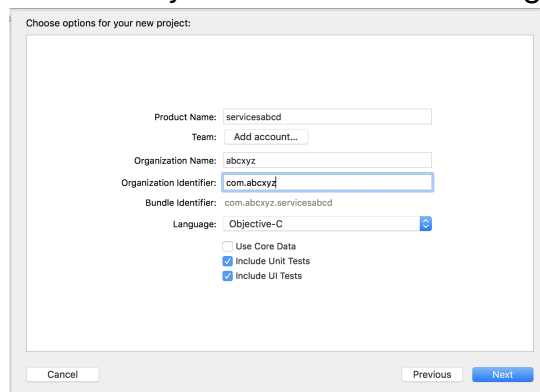 Choose options for your new project:
Product Name: servicesabcd
Team: Add account...
Organization Name: abcxyz
Organization Identifier: com.abcxyz
Bundle Identifier: com.abcxyz.servicesabcd
Language: Objective-C
Use Core Data
Include Unit Tests
Include UI Tests
Cancel Previous Next